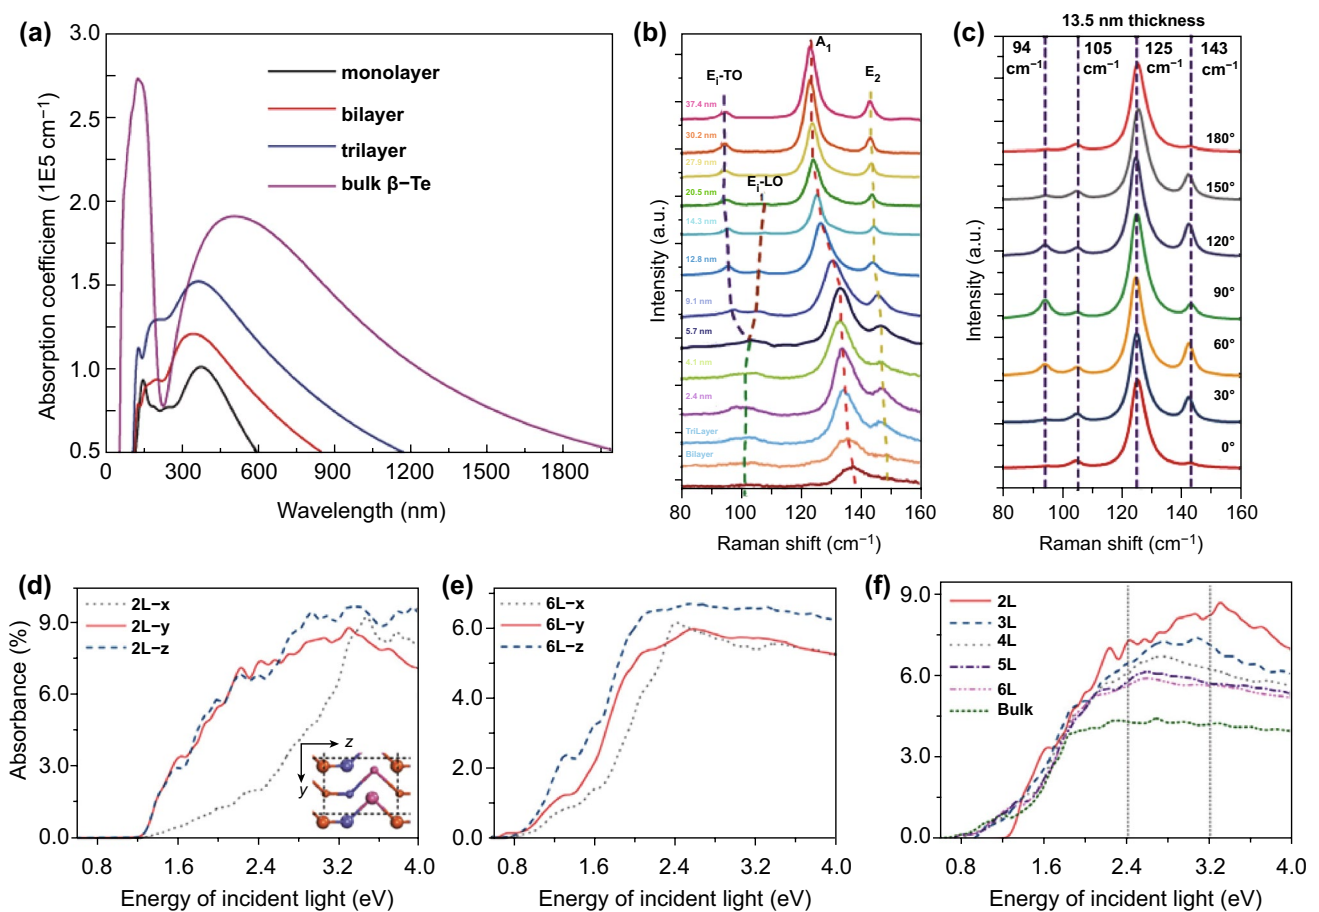 (a)
3.0
2.5
2.0
1.5
1.0
0.5
Absorption coefficiem (1E5 cm⁻¹)
monolayer
bilayer
trilayer
bulk β−Te
0 300 600 900 1200 1500 1800
Wavelength (nm)
(b)
A₁
Eᵢ-TO
E₂
37.4 nm
30.2 nm
27.9 nm
Eᵢ-LO
20.5 nm
14.3 nm
12.8 nm
9.1 nm
5.7 nm
4.1 nm
2.4 nm
TriLayer
Bilayer
Intensity (a.u.)
80 100 120 140 160
Raman shift (cm⁻¹)
(c)
13.5 nm thickness
94 cm⁻¹
105 cm⁻¹
125 cm⁻¹
143 cm⁻¹
180°
150°
120°
90°
60°
30°
0°
Intensity (a.u.)
80 100 120 140 160
Raman shift (cm⁻¹)
(d)
2L−x
2L−y
2L−z
9.0
6.0
3.0
0.0
Absorbance (%)
z
y
0.8 1.6 2.4 3.2 4.0
Energy of incident light (eV)
(e)
6L−x
6L−y
6L−z
6.0
4.0
2.0
0.0
0.8 1.6 2.4 3.2 4.0
Energy of incident light (eV)
(f)
2L
3L
4L
5L
6L
Bulk
9.0
6.0
3.0
0.0
0.8 1.6 2.4 3.2 4.0
Energy of incident light (eV)